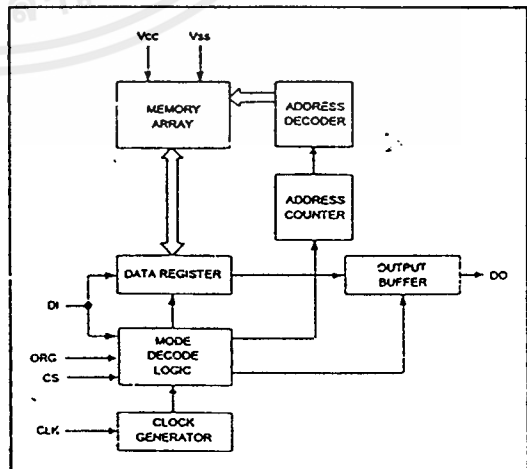 Vcc Vss
MEMORY
ARRAY
ADDRESS
DECODER
ADDRESS
COUNTER
DATA REGISTER
OUTPUT
BUFFER
DO
DI
MODE
DECODE
LOGIC
ORG
CS
CLK
CLOCK
GENERATOR